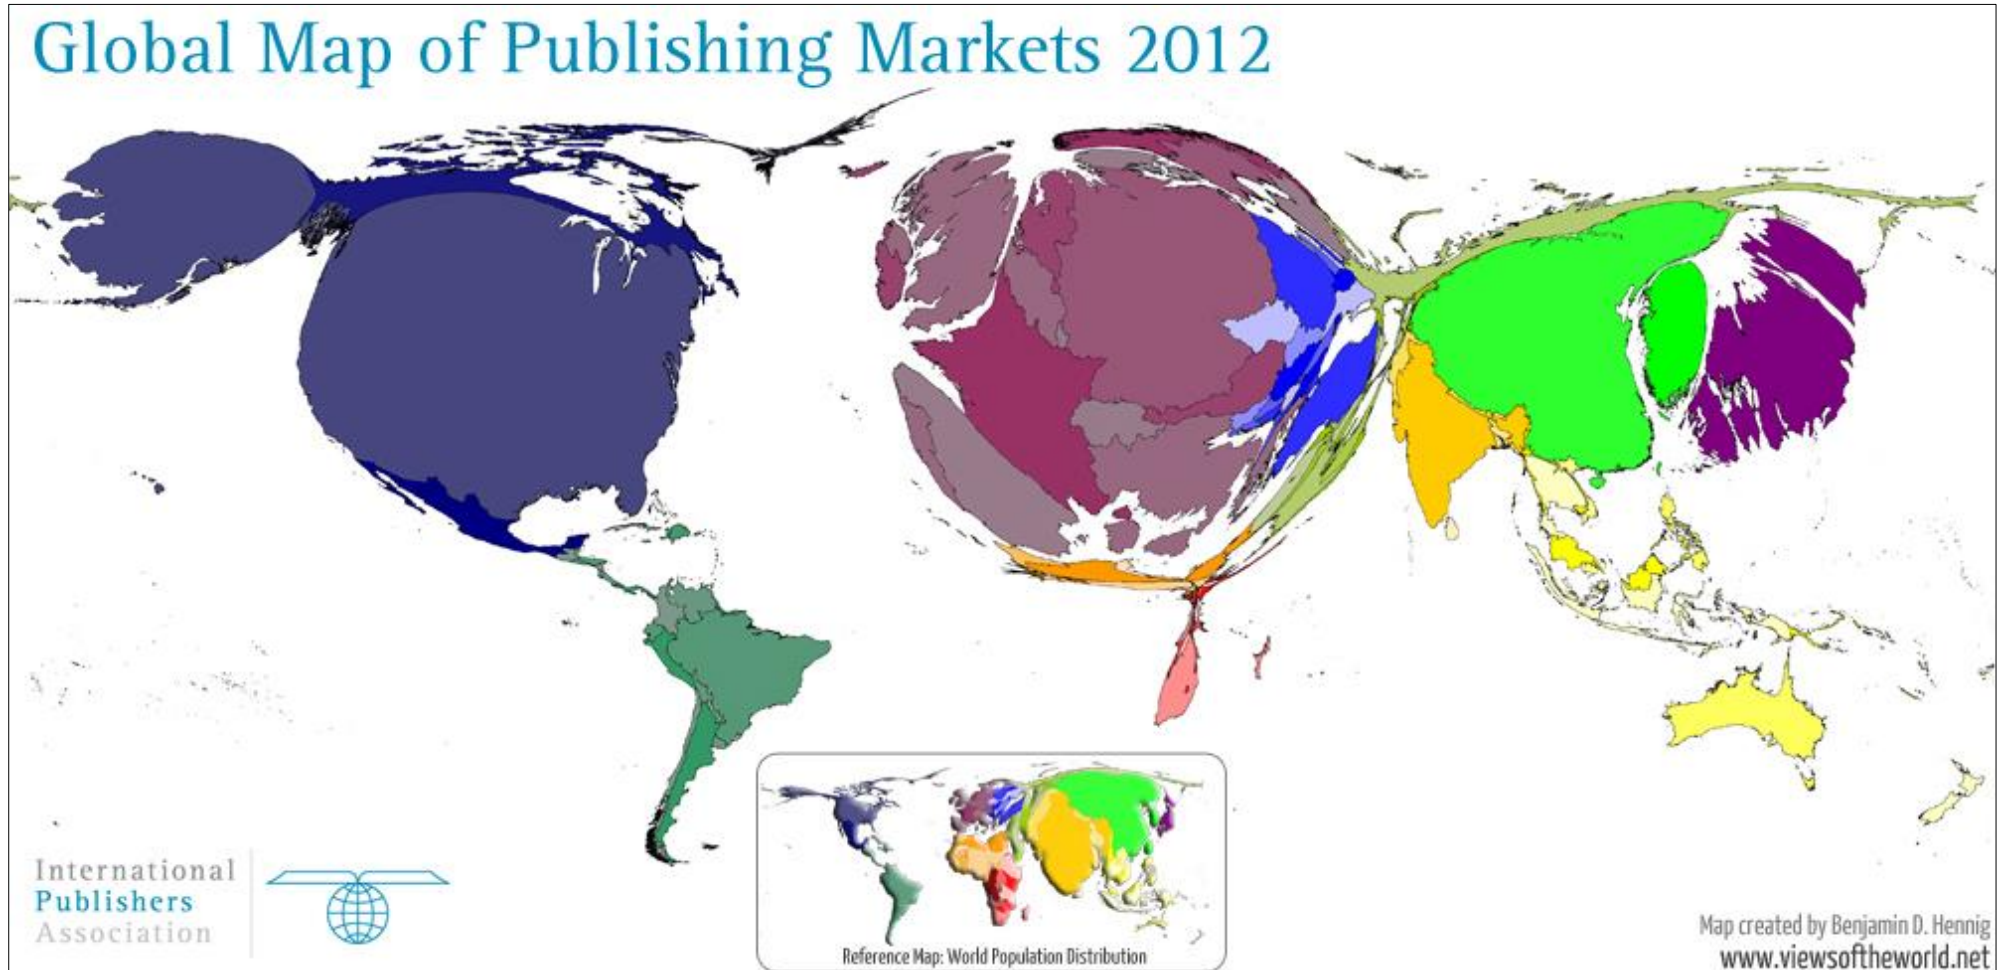 Global Map of Publishing Markets 2012
International
Publishers
Association
Reference Map: World Population Distribution
Map created by Benjamin D. Hennig
www.viewsoftheworld.net